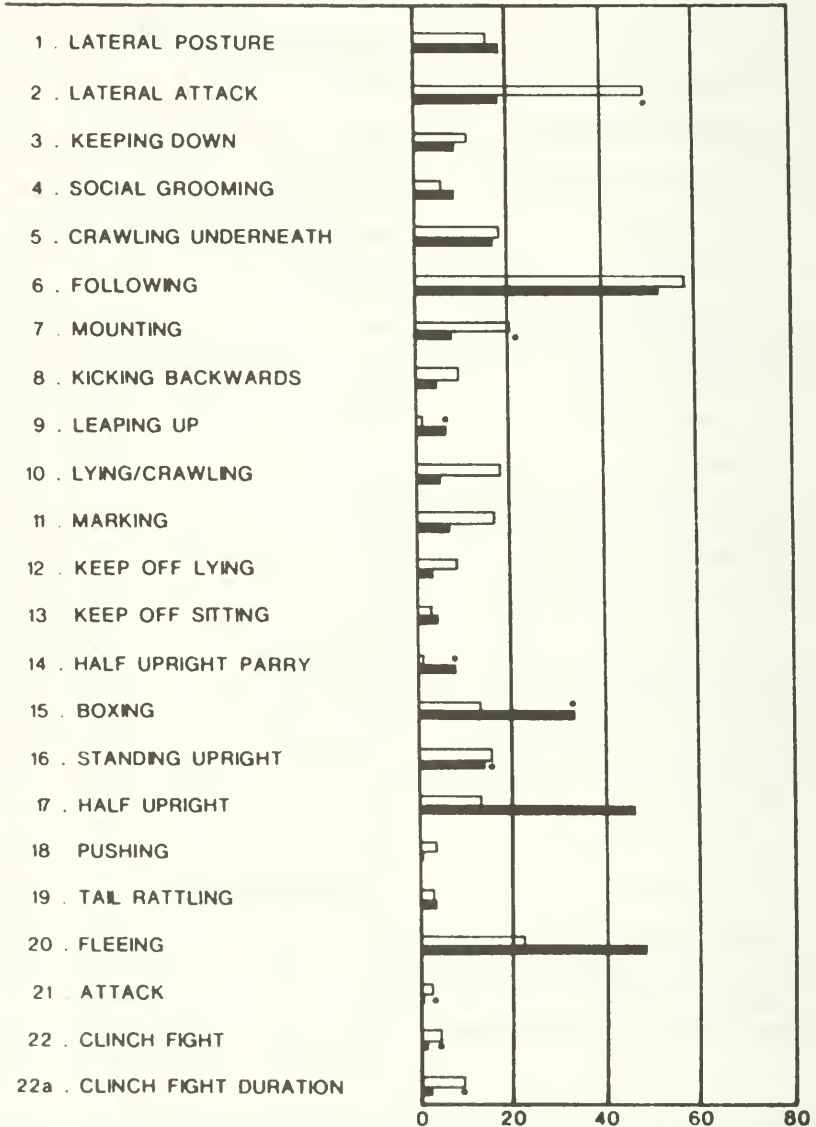 1 . LATERAL POSTURE
2 . LATERAL ATTACK
3 . KEEPING DOWN
4 . SOCIAL GROOMING
5 . CRAWLING UNDERNEATH
6 . FOLLOWING
7 . MOUNTING
8 . KICKING BACKWARDS
9 . LEAPING UP
10 . LYING/CRAWLING
11 . MARKING
12 . KEEP OFF LYING
13 KEEP OFF SITTING
14 . HALF UPRIGHT PARRY
15 . BOXING
16 . STANDING UPRIGHT
17 . HALF UPRIGHT
18 PUSHING
19 . TAIL RATTLING
20 . FLEEING
21 . ATTACK
22 . CLINCH FIGHT
22a . CLINCH FIGHT DURATION
0 20 40 60 80